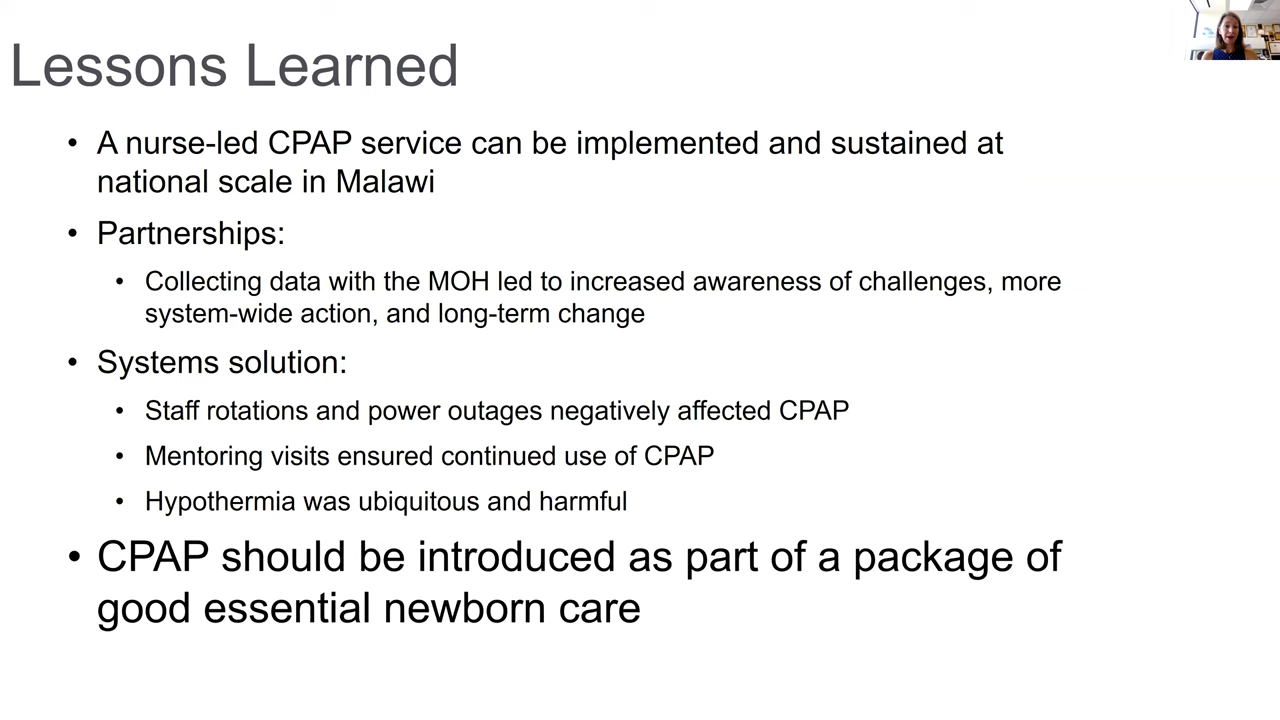 Lessons Learned
• A nurse-led CPAP service can be implemented and sustained at
national scale in Malawi
• Partnerships:
• Collecting data with the MOH led to increased awareness of challenges, more
system-wide action, and long-term change
• Systems solution:
• Staff rotations and power outages negatively affected CPAP
• Mentoring visits ensured continued use of CPAP
• Hypothermia was ubiquitous and harmful
• CPAP should be introduced as part of a package of
good essential newborn care